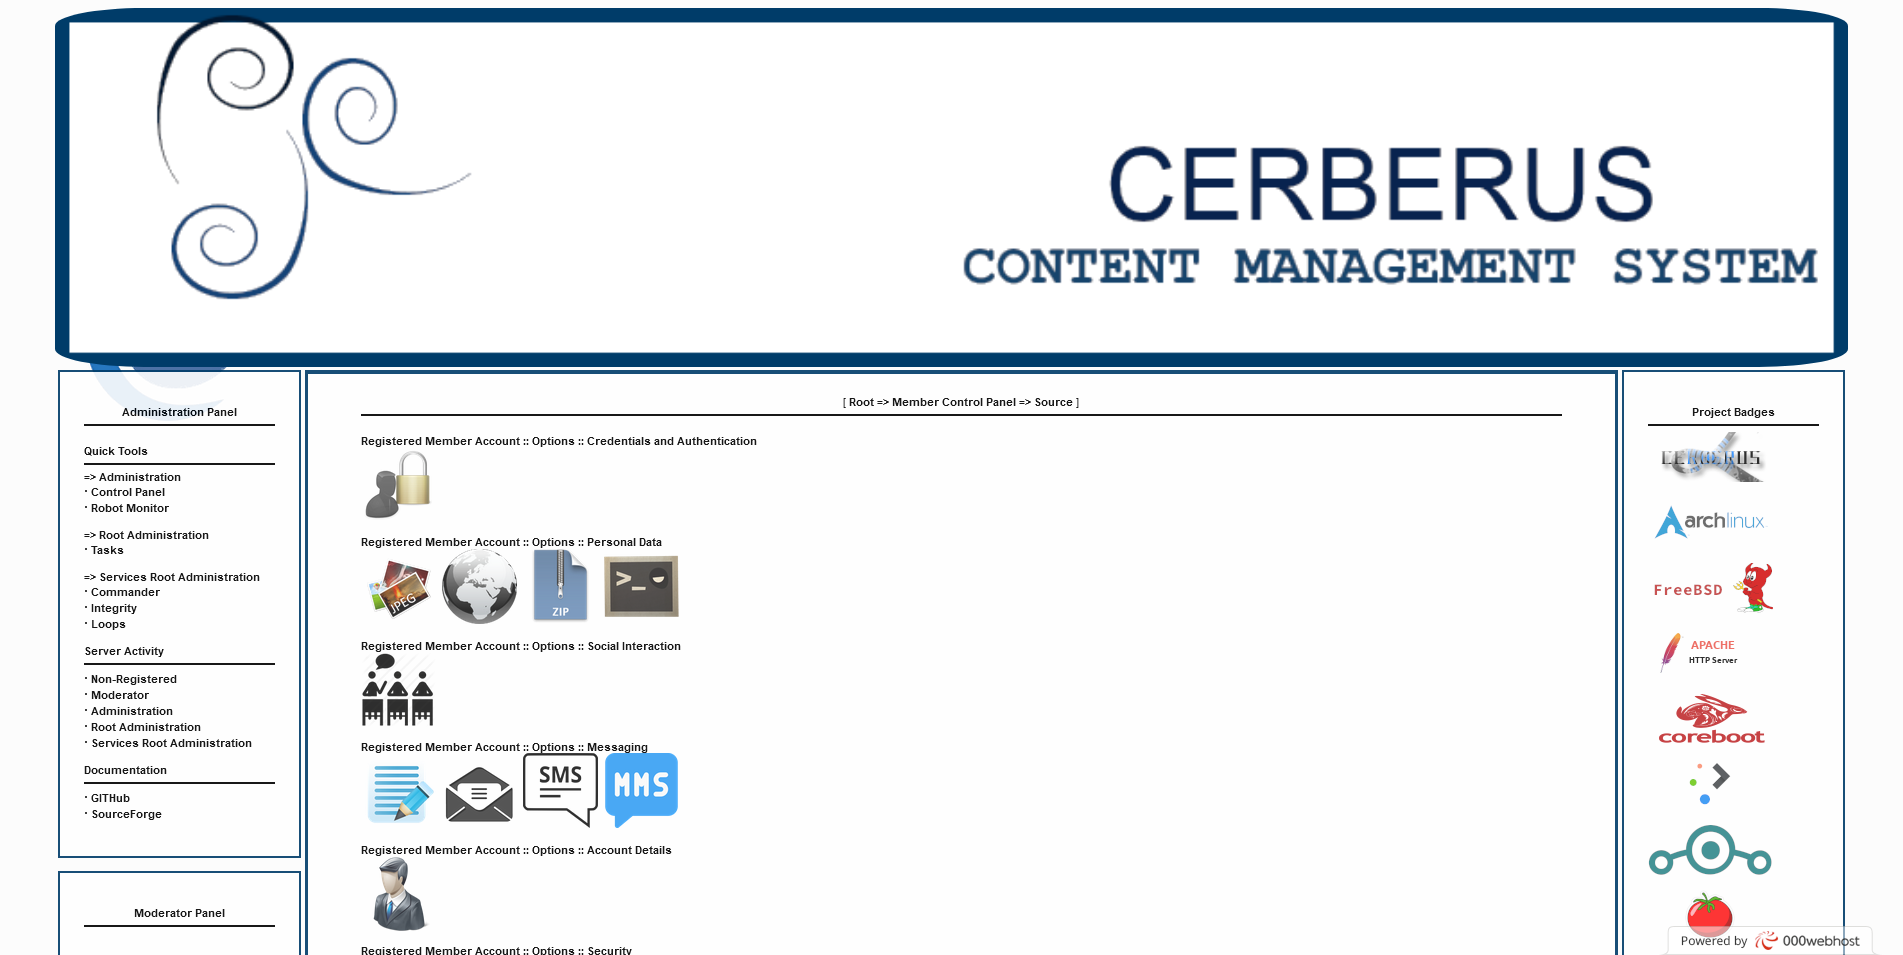 CERBERUS
CONTENT MANAGEMENT SYSTEM
Administration Panel
Quick Tools
=> Administration
· Control Panel
· Robot Monitor
=> Root Administration
· Tasks
=> Services Root Administration
· Commander
· Integrity
· Loops
Server Activity
· Non-Registered
· Moderator
· Administration
· Root Administration
· Services Root Administration
Documentation
· GITHub
· SourceForge
Moderator Panel
[ Root => Member Control Panel => Source ]
Registered Member Account :: Options :: Credentials and Authentication
Registered Member Account :: Options :: Personal Data
JPEG
ZIP
>_
Registered Member Account :: Options :: Social Interaction
Registered Member Account :: Options :: Messaging
SMS
MMS
Registered Member Account :: Options :: Account Details
Registered Member Account :: Options :: Security
Project Badges
CERBERUS
archlinux
FreeBSD
APACHE
HTTP Server
coreboot
Powered by 000webhost